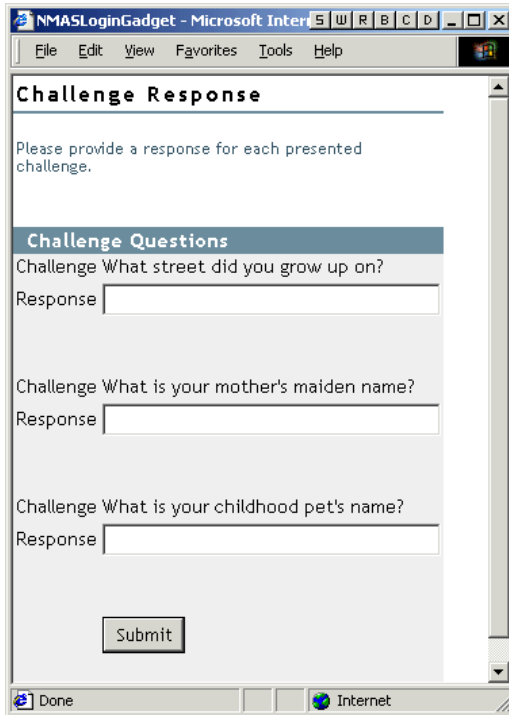 NMASLoginGadget - Microsoft Inter S W R B C D
File Edit View Favorites Tools Help
Challenge Response
Please provide a response for each presented
challenge.
Challenge Questions
Challenge What street did you grow up on?
Response
Challenge What is your mother's maiden name?
Response
Challenge What is your childhood pet's name?
Response
Submit
Done Internet